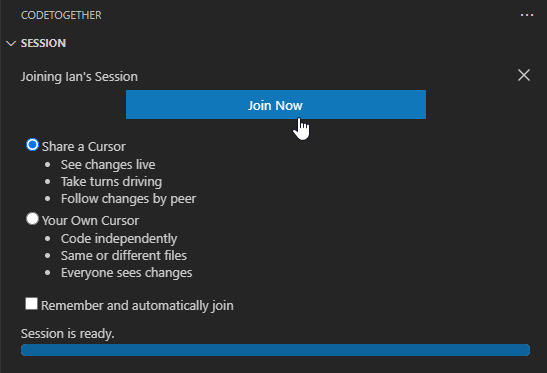 CODETOGETHER
SESSION
Joining Ian's Session
Join Now
Share a Cursor
See changes live
Take turns driving
Follow changes by peer
Your Own Cursor
Code independently
Same or different files
Everyone sees changes
Remember and automatically join
Session is ready.